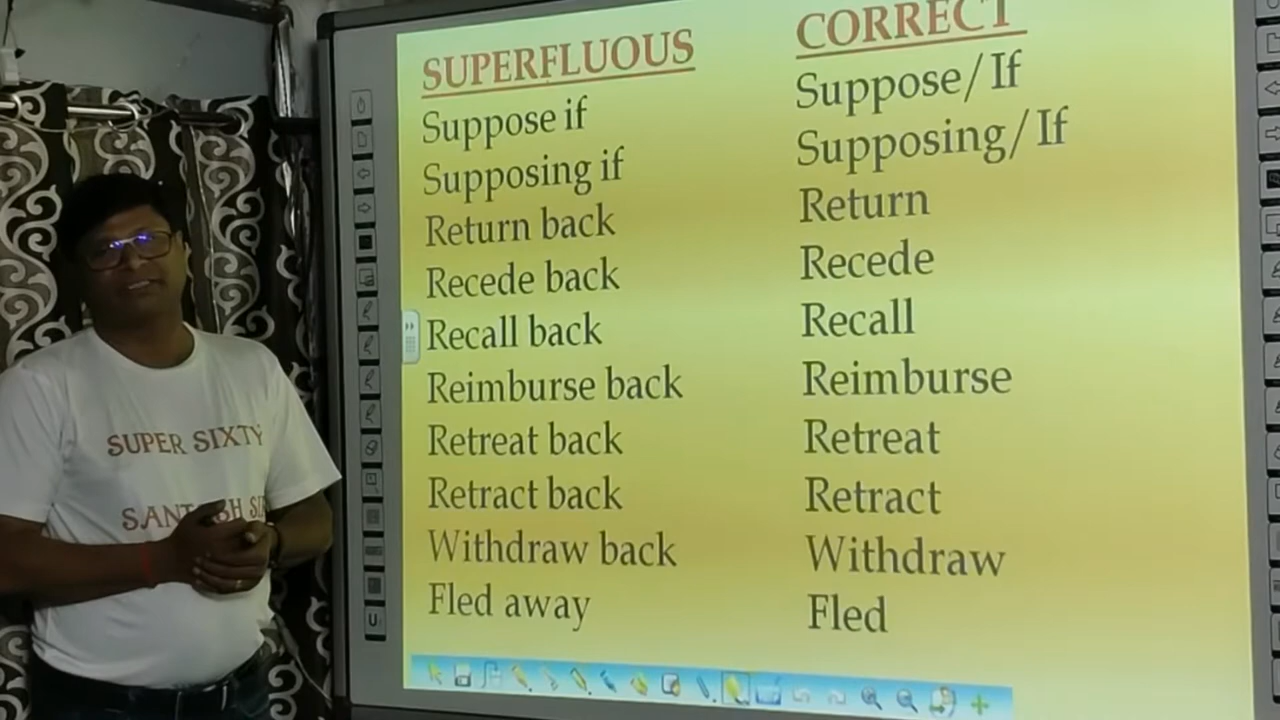 SUPERFLUOUS
Suppose if
Supposing if
Return back
Recede back
Recall back
Reimburse back
Retreat back
Retract back
Withdraw back
Fled away
CORRECT
Suppose/If
Supposing/If
Return
Recede
Recall
Reimburse
Retreat
Retract
Withdraw
Fled
SUPER SIXTY